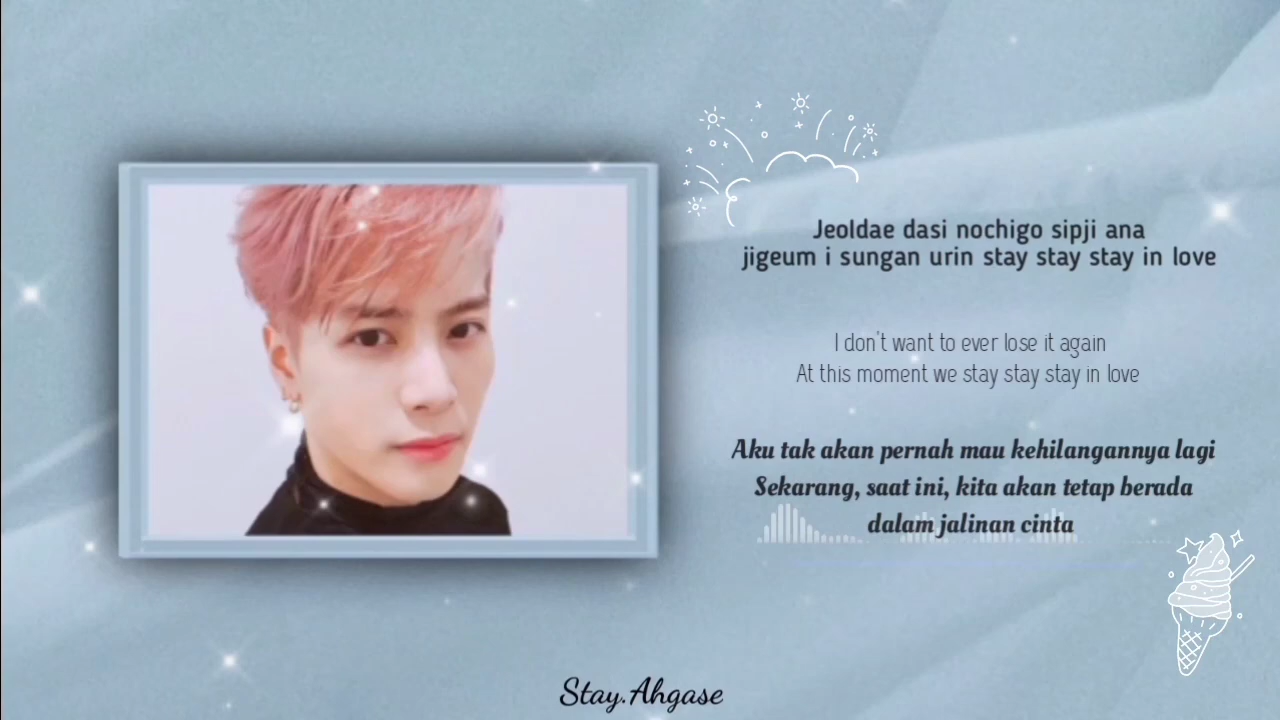 Jeoldae dasi nochigo sipji ana
jigeum i sungan urin stay stay stay in love
I don't want to ever lose it again
At this moment we stay stay stay in love
Aku tak akan pernah mau kehilangannya lagi
Sekarang, saat ini, kita akan tetap berada
dalam jalinan cinta
Stay.Ahgase